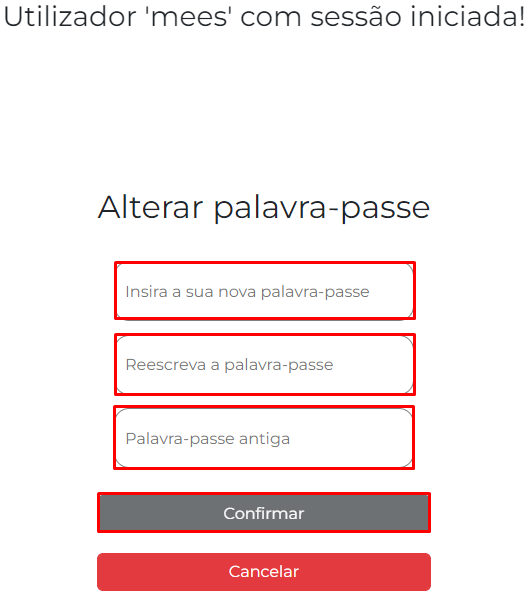 Utilizador 'mees' com sessão iniciada!
Alterar palavra-passe
Insira a sua nova palavra-passe
Reescreva a palavra-passe
Palavra-passe antiga
Confirmar
Cancelar